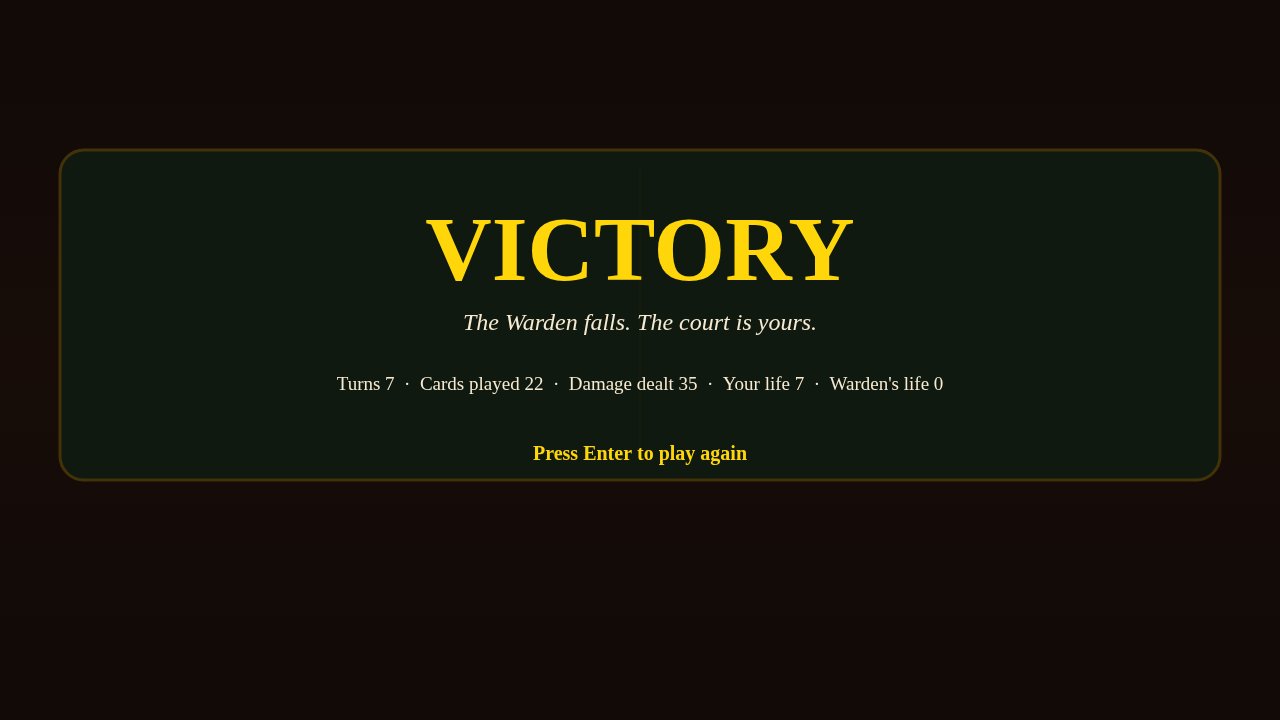 VICTORY
The Warden falls. The court is yours.
Turns 7 · Cards played 22 · Damage dealt 35 · Your life 7 · Warden's life 0
Press Enter to play again